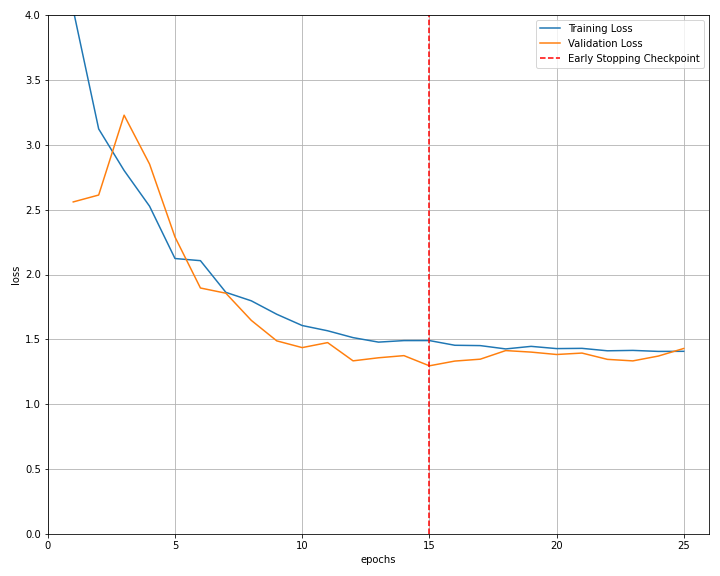 Training Loss
Validation Loss
Early Stopping Checkpoint
4.0
3.5
3.0
2.5
2.0
1.5
1.0
0.5
0.0
loss
0 5 10 15 20 25
epochs